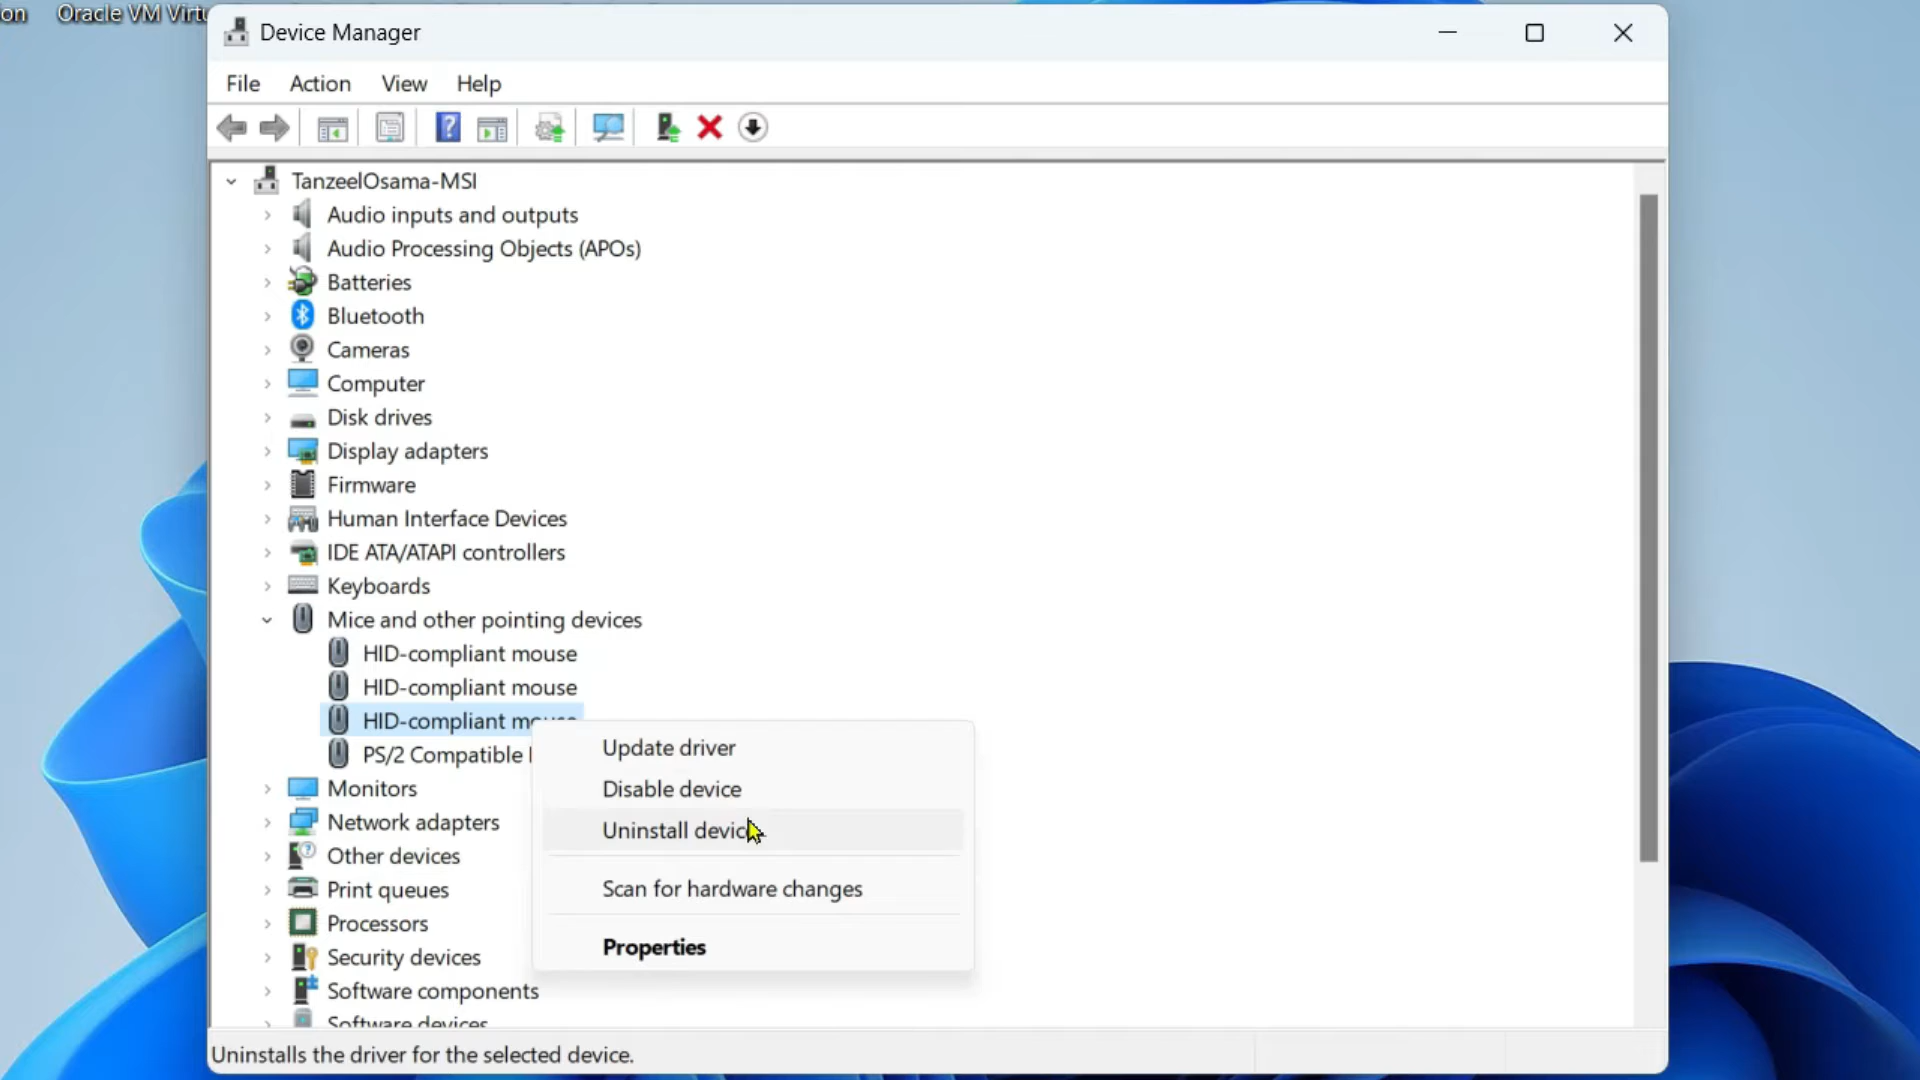 on Oracle VM Virtu
Device Manager
File Action View Help
TanzeelOsama-MSI
Audio inputs and outputs
Audio Processing Objects (APOs)
Batteries
Bluetooth
Cameras
Computer
Disk drives
Display adapters
Firmware
Human Interface Devices
IDE ATA/ATAPI controllers
Keyboards
Mice and other pointing devices
HID-compliant mouse
HID-compliant mouse
HID-compliant mouse
PS/2 Compatible
Monitors
Network adapters
Other devices
Print queues
Processors
Security devices
Software components
Software devices
Update driver
Disable device
Uninstall device
Scan for hardware changes
Properties
Uninstalls the driver for the selected device.